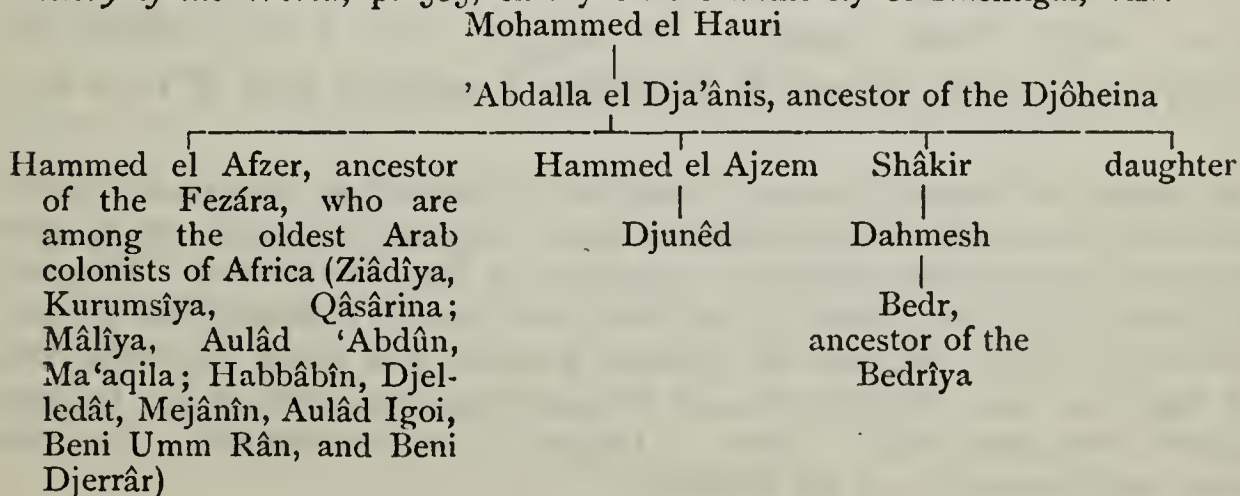 Mohammed el Hauri
’Abdalla el Dja’ânis, ancestor of the Djôheina
Hammed el Afzer, ancestor
of the Fezára, who are
among the oldest Arab
colonists of Africa (Ziâdîya,
Kurumsîya, Qâsârina;
Mâlîya, Aulâd ‘Abdûn,
Ma‘aqila; Habbâbîn, Djel-
ledât, Mejânîn, Aulâd Igoi,
Beni Umm Rân, and Beni
Djerrâr)
Hammed el Ajzem
Djunêd
Shâkir
Dahmesh
Bedr,
ancestor of the
Bedrîya
daughter